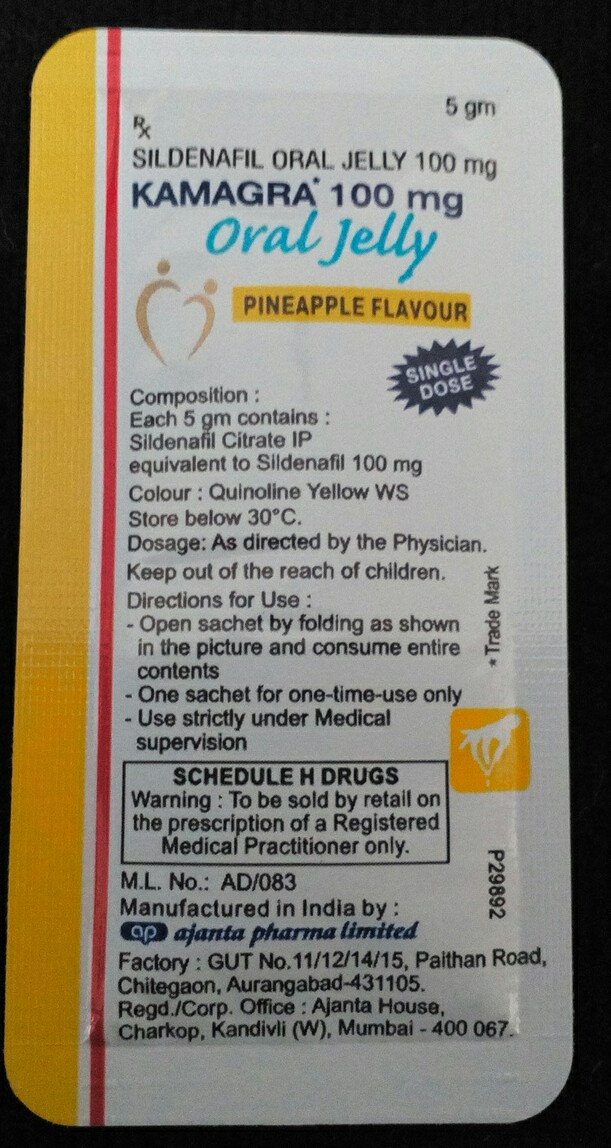 5 gm
Rx
SILDENAFIL ORAL JELLY 100 mg
KAMAGRA* 100 mg
Oral Jelly
PINEAPPLE FLAVOUR
SINGLE
DOSE
Composition :
Each 5 gm contains :
Sildenafil Citrate IP
equivalent to Sildenafil 100 mg
Colour : Quinoline Yellow WS
Store below 30°C.
Dosage: As directed by the Physician.
Keep out of the reach of children.
Directions for Use :
- Open sachet by folding as shown
in the picture and consume entire
contents
- One sachet for one-time-use only
- Use strictly under Medical
supervision
*Trade Mark
SCHEDULE H DRUGS
Warning : To be sold by retail on
the prescription of a Registered
Medical Practitioner only.
P29892
M.L. No.: AD/083
Manufactured in India by :
ap ajanta pharma limited
Factory : GUT No.11/12/14/15, Paithan Road,
Chitegaon, Aurangabad-431105.
Regd./Corp. Office : Ajanta House,
Charkop, Kandivli (W), Mumbai - 400 067.